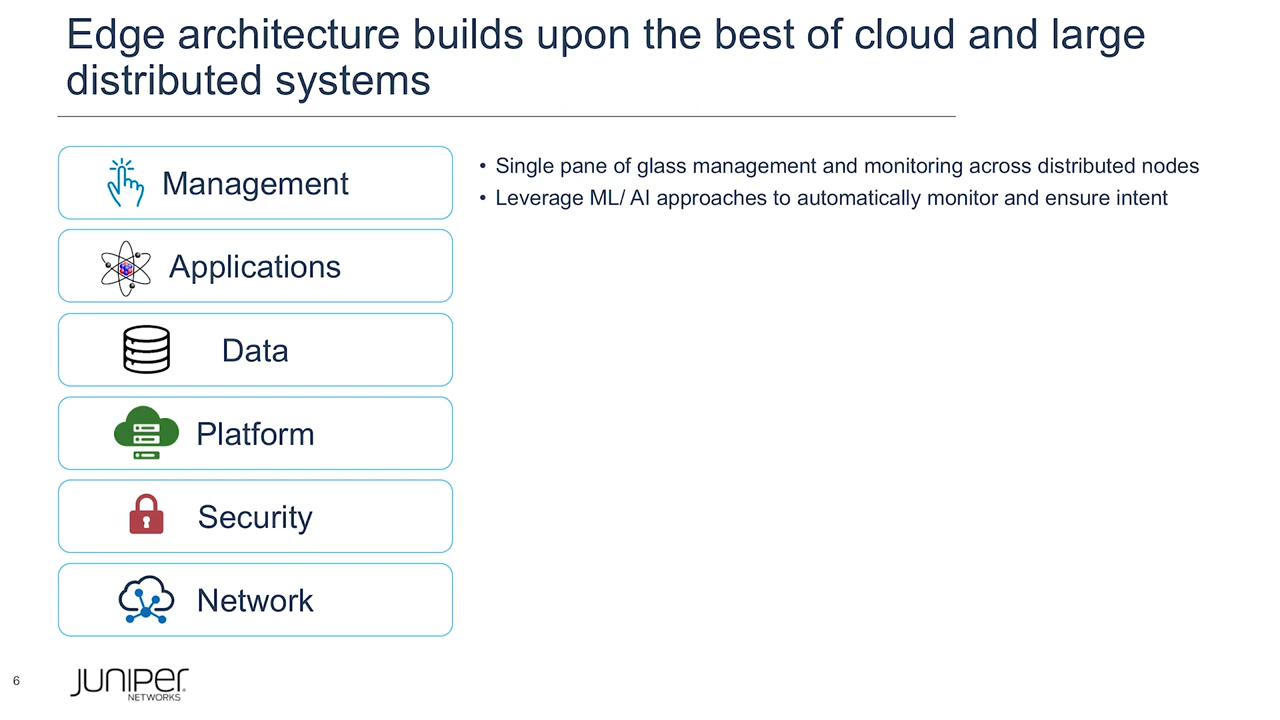 Edge architecture builds upon the best of cloud and large
distributed systems
Management
• Single pane of glass management and monitoring across distributed nodes
• Leverage ML/ AI approaches to automatically monitor and ensure intent
Applications
Data
Platform
Security
Network
6
JUNIPER
NETWORKS